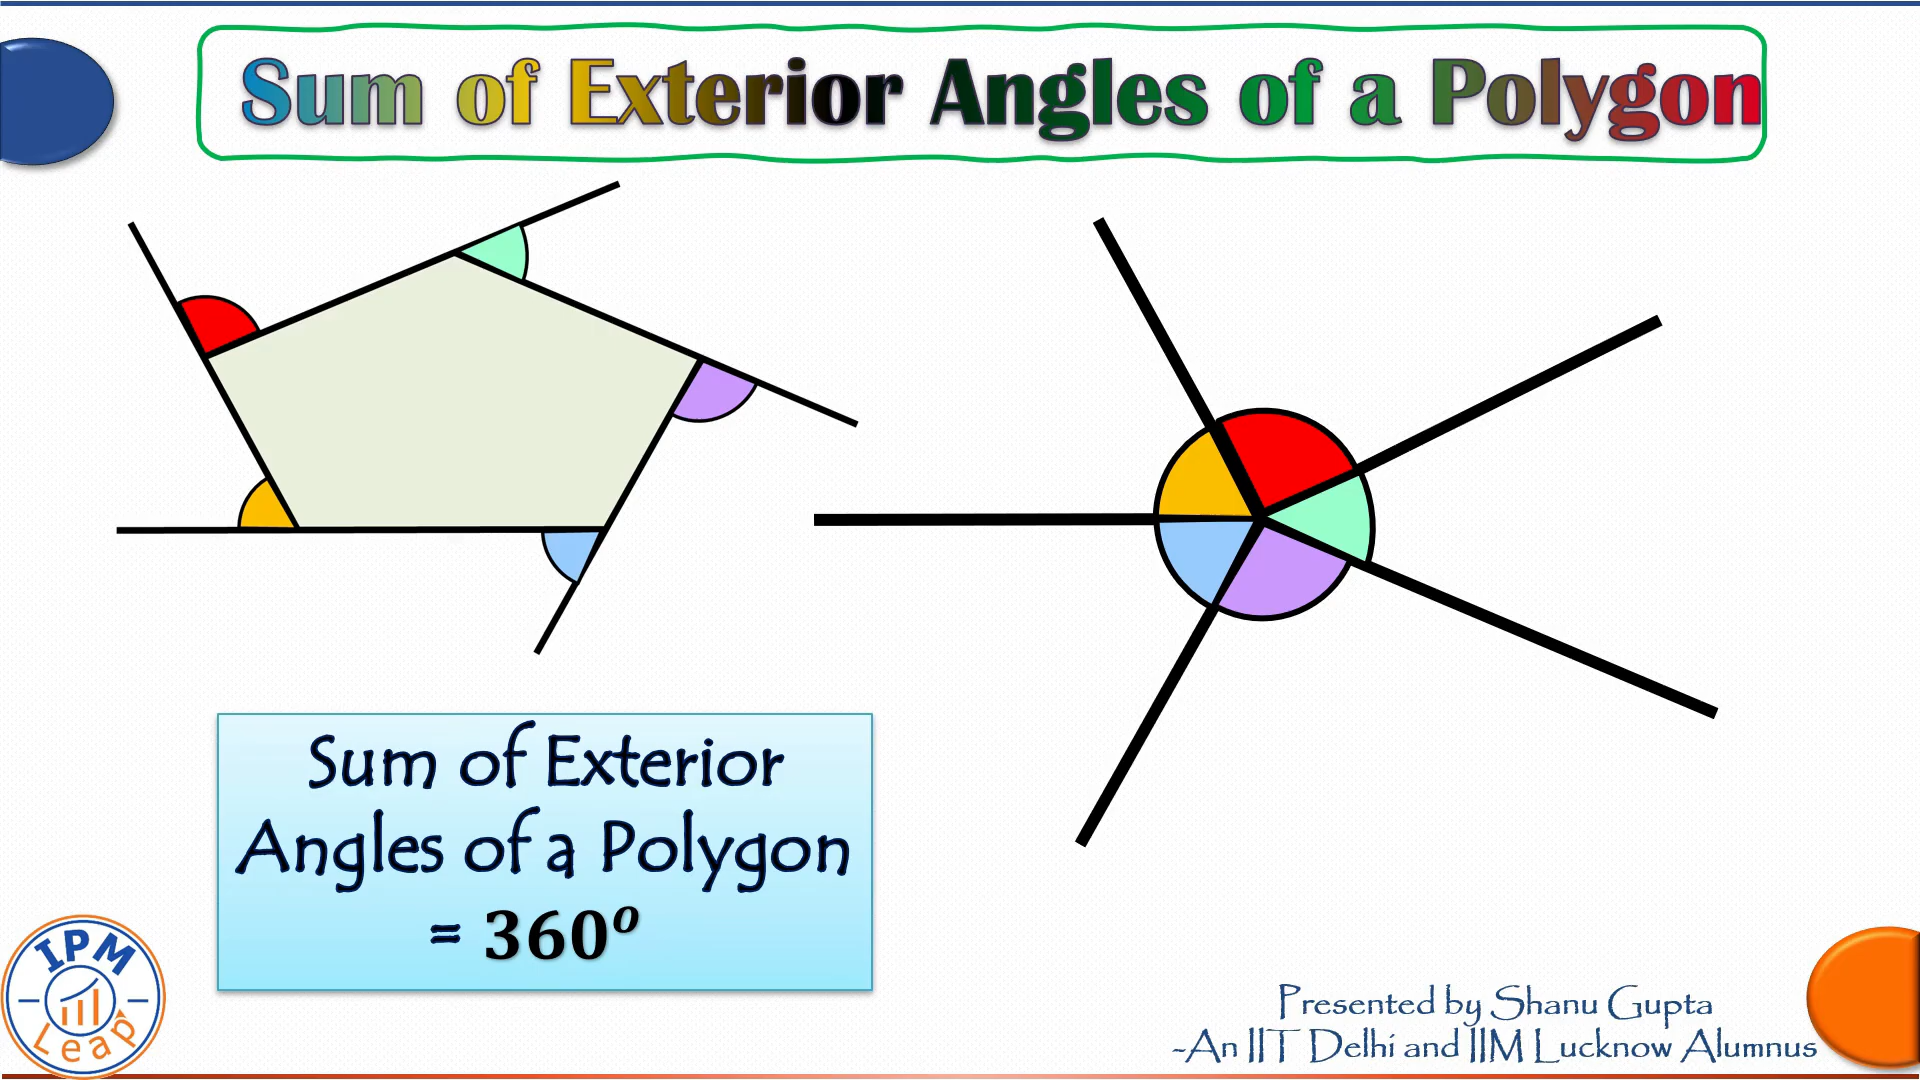 Sum of Exterior Angles of a Polygon
Sum of Exterior
Angles of a Polygon
= 360º
IPM
Leap
Presented by Shanu Gupta
-An IIT Delhi and IIM Lucknow Alumnus